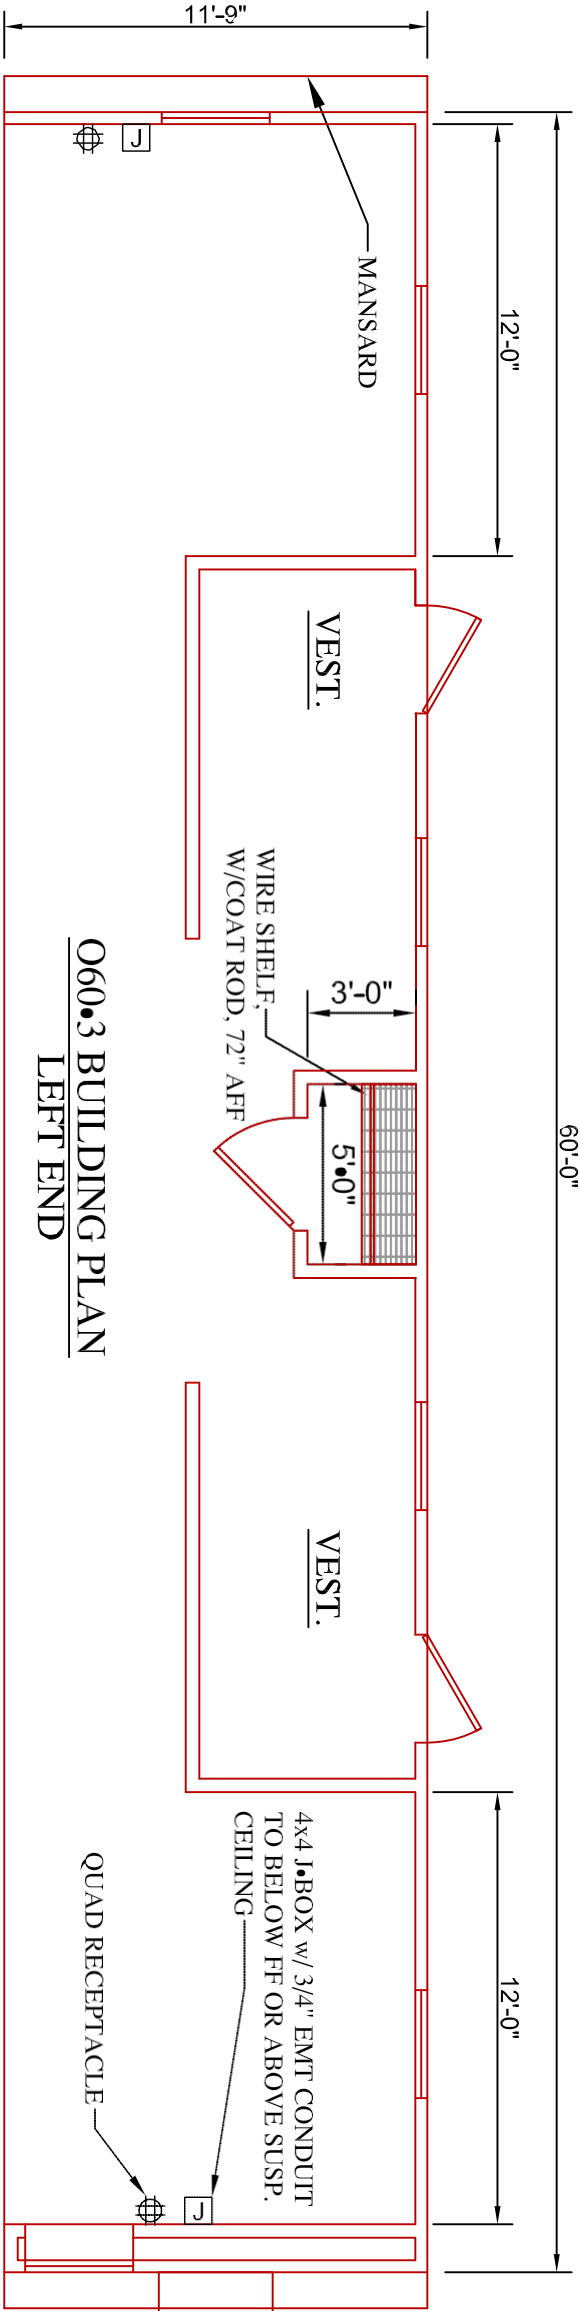 11'-9"
60'-0"
12'-0"
12'-0"
MANSARD
J
VEST.
3'-0"
5'•0"
WIRE SHELF,
W/COAT ROD, 72" AFF
VEST.
O60•3 BUILDING PLAN
LEFT END
4x4 J•BOX w/ 3/4" EMT CONDUIT
TO BELOW FF OR ABOVE SUSP.
CEILING
QUAD RECEPTACLE
J